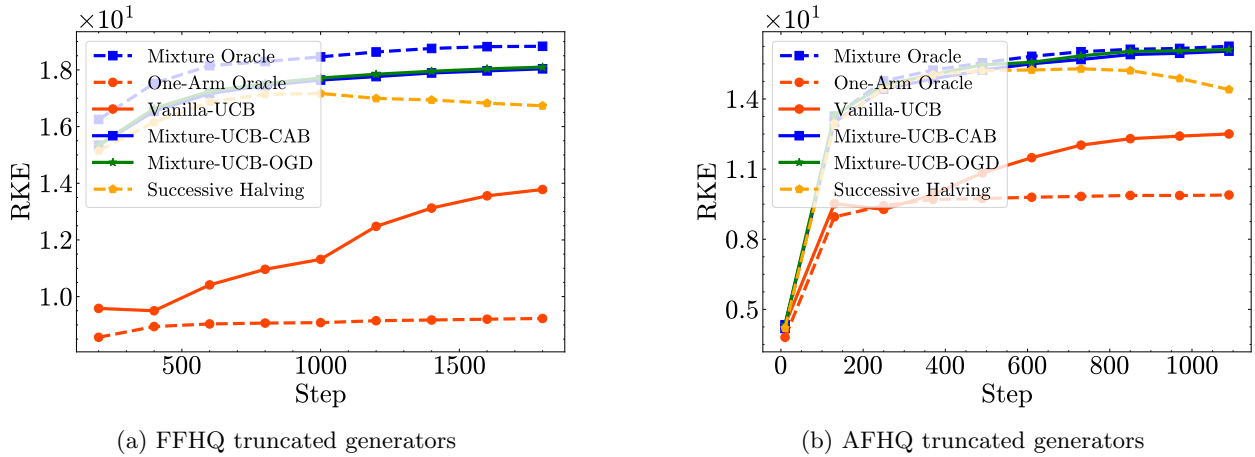 ×10¹
1.8
1.6
1.4
1.2
1.0
RKE
500
1000
1500
Step
Mixture Oracle
One-Arm Oracle
Vanilla-UCB
Mixture-UCB-CAB
Mixture-UCB-OGD
Successive Halving
(a) FFHQ truncated generators
×10¹
1.4
1.1
0.8
0.5
RKE
0
200
400
600
800
1000
Step
Mixture Oracle
One-Arm Oracle
Vanilla-UCB
Mixture-UCB-CAB
Mixture-UCB-OGD
Successive Halving
(b) AFHQ truncated generators